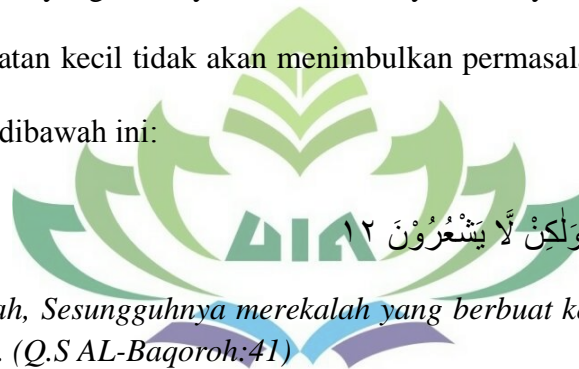 atan kecil tidak akan menimbulkan permasala
dibawah ini:
وَلٰكِنْ لَّا يَشْعُرُوْنَ ١٢
ah, Sesungguhnya merekalah yang berbuat ke
. (Q.S AL-Baqoroh:41)